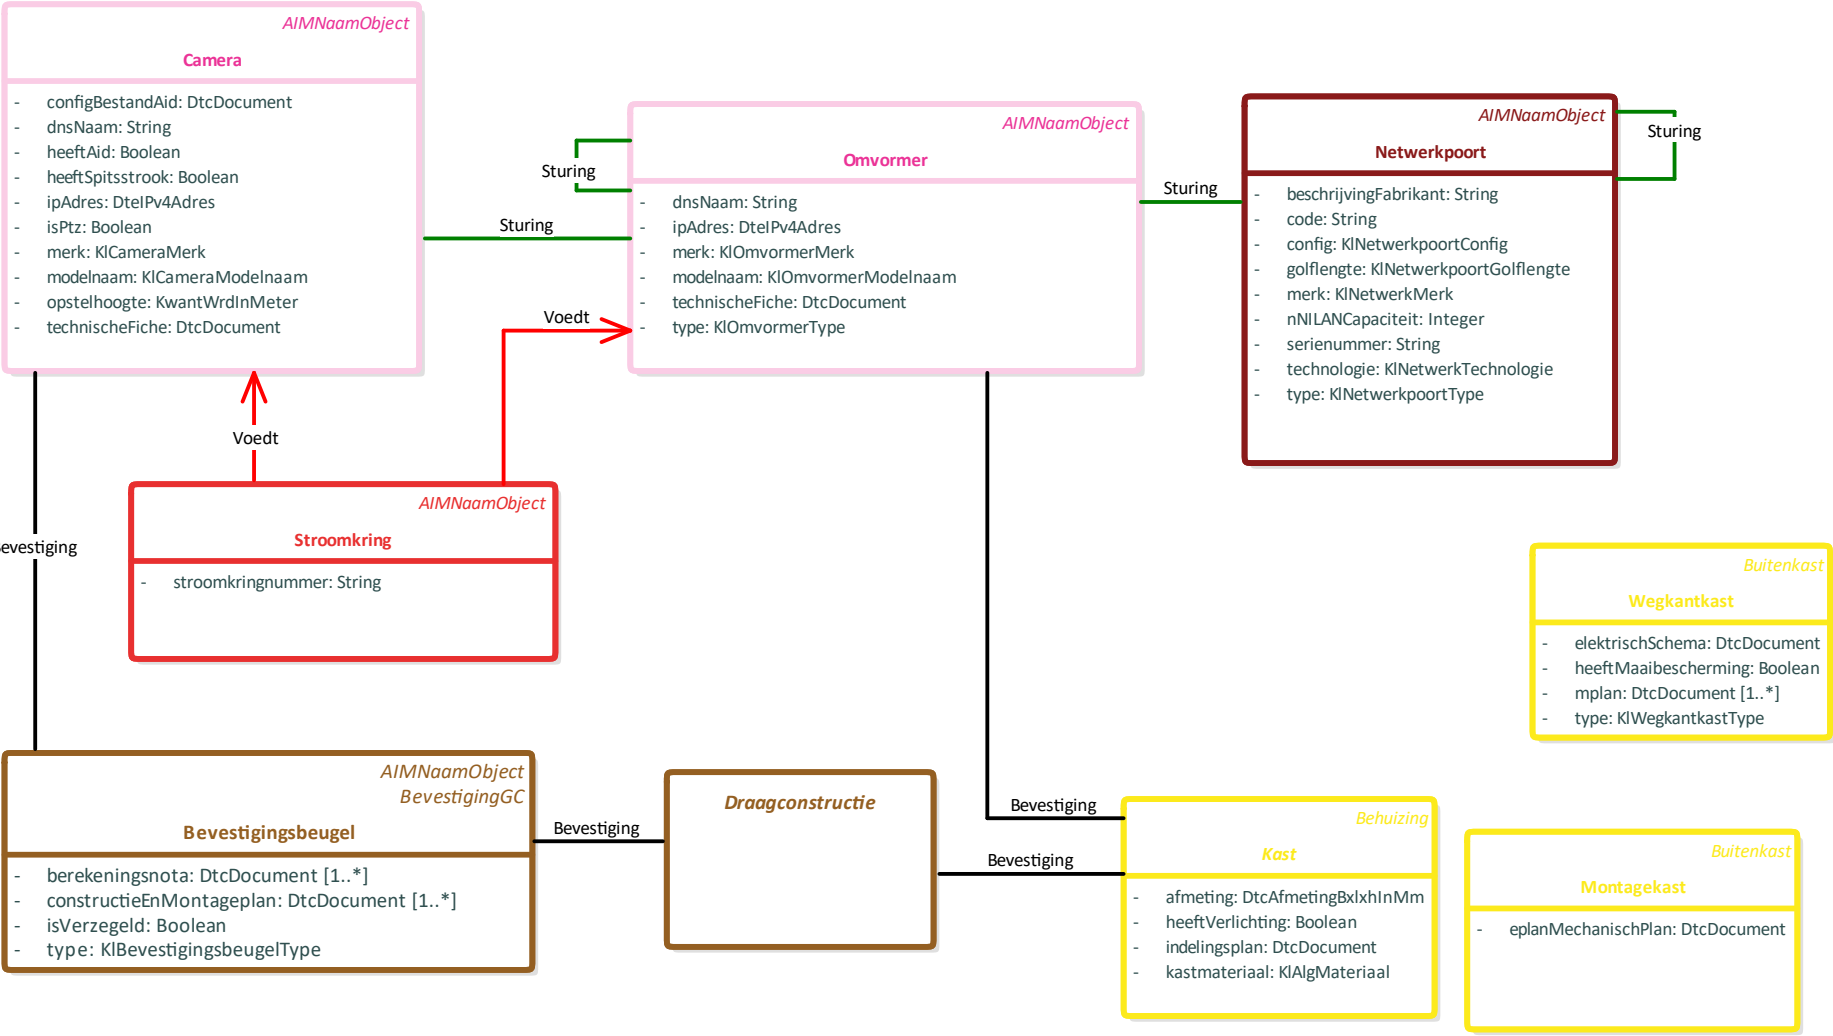 AIMNaamObject
Camera
- configBestandAid: DtcDocument
- dnsNaam: String
- heeftAid: Boolean
- heeftSpitsstrook: Boolean
- ipAdres: DteIPv4Adres
- isPtz: Boolean
- merk: KlCameraMerk
- modelnaam: KlCameraModelnaam
- opstelhoogte: KwantWrdInMeter
- technischeFiche: DtcDocument
Sturing
Sturing
AIMNaamObject
Omvormer
- dnsNaam: String
- ipAdres: DteIPv4Adres
- merk: KlOmvormerMerk
- modelnaam: KlOmvormerModelnaam
- technischeFiche: DtcDocument
- type: KlOmvormerType
Sturing
AIMNaamObject
Netwerkpoort
- beschrijvingFabrikant: String
- code: String
- config: KlNetwerkpoortConfig
- golflengte: KlNetwerkpoortGolflengte
- merk: KlNetwerkMerk
- nNILANCapaciteit: Integer
- serienummer: String
- technologie: KlNetwerkTechnologie
- type: KlNetwerkpoortType
Sturing
Voedt
Voedt
AIMNaamObject
Stroomkring
- stroomkringnummer: String
evestiging
Buitenkast
Wegkantkast
- elektrischSchema: DtcDocument
- heeftMaaibescherming: Boolean
- mplan: DtcDocument [1..*]
- type: KlWegkantkastType
AIMNaamObject
BevestigingGC
Bevestigingsbeugel
- berekeningsnota: DtcDocument [1..*]
- constructieEnMontageplan: DtcDocument [1..*]
- isVerzegeld: Boolean
- type: KlBevestigingsbeugelType
Bevestiging
Draagconstructie
Bevestiging
Bevestiging
Behuizing
Kast
- afmeting: DtcAfmetingBxlxhInMm
- heeftVerlichting: Boolean
- indelingsplan: DtcDocument
- kastmateriaal: KlAlgMateriaal
Buitenkast
Montagekast
- eplanMechanischPlan: DtcDocument